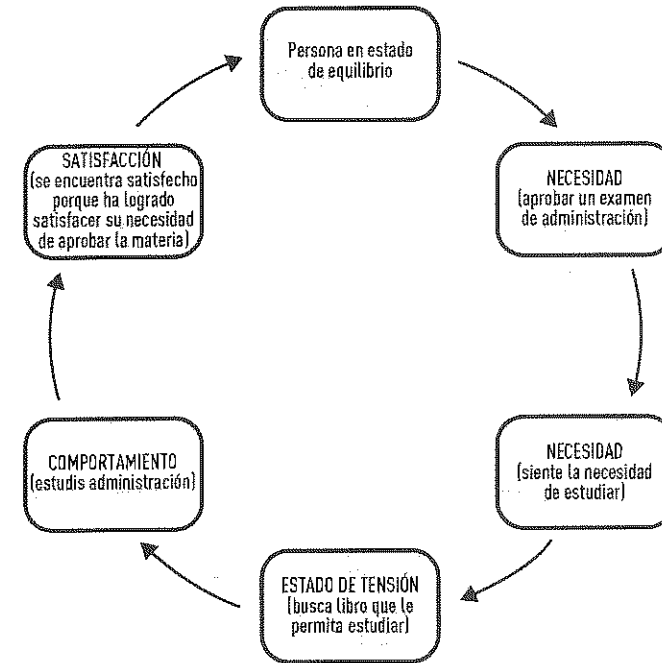 Persona en estado
de equilibrio
NECESIDAD
(aprobar un examen
de administración)
NECESIDAD
(siente la necesidad
de estudiar)
ESTADO DE TENSIÓN
(busca libro que le
permita estudiar)
COMPORTAMIENTO
(estudis administración)
SATISFACCIÓN
(se encuentra satisfecho
porque ha logrado
satisfacer su necesidad
de aprobar la materia)